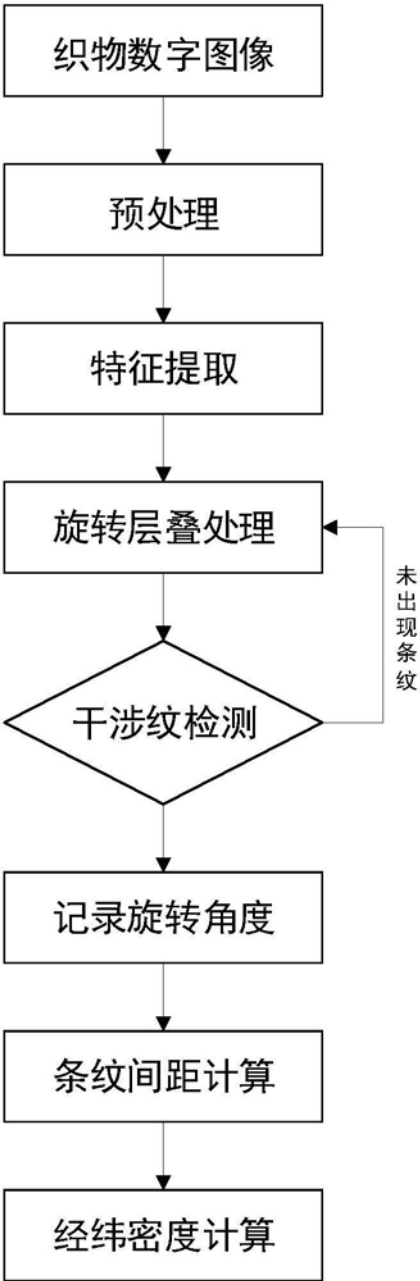 织物数字图像
预处理
特征提取
旋转层叠处理
未出现条纹
干涉纹检测
记录旋转角度
条纹间距计算
经纬密度计算